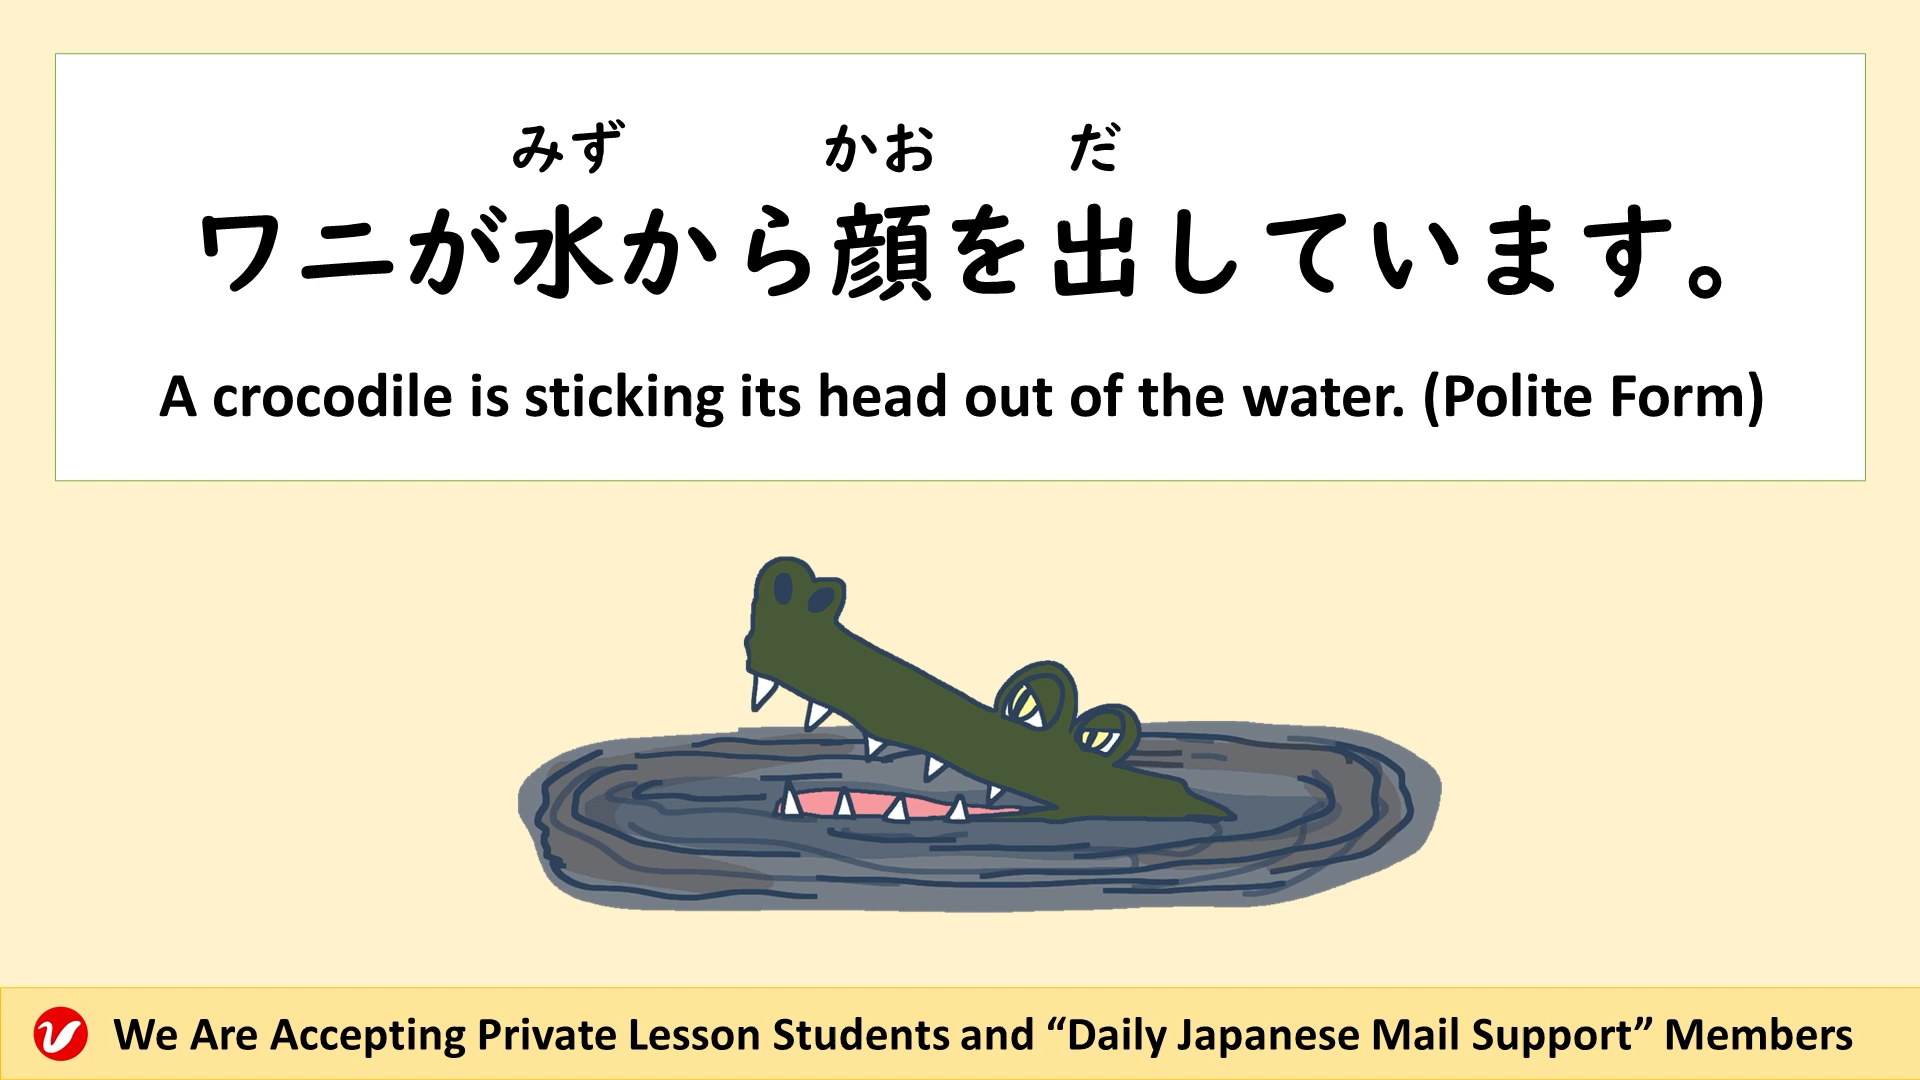 みず かお だ
ワニが水から顔を出しています。
A crocodile is sticking its head out of the water. (Polite Form)
We Are Accepting Private Lesson Students and “Daily Japanese Mail Support” Members